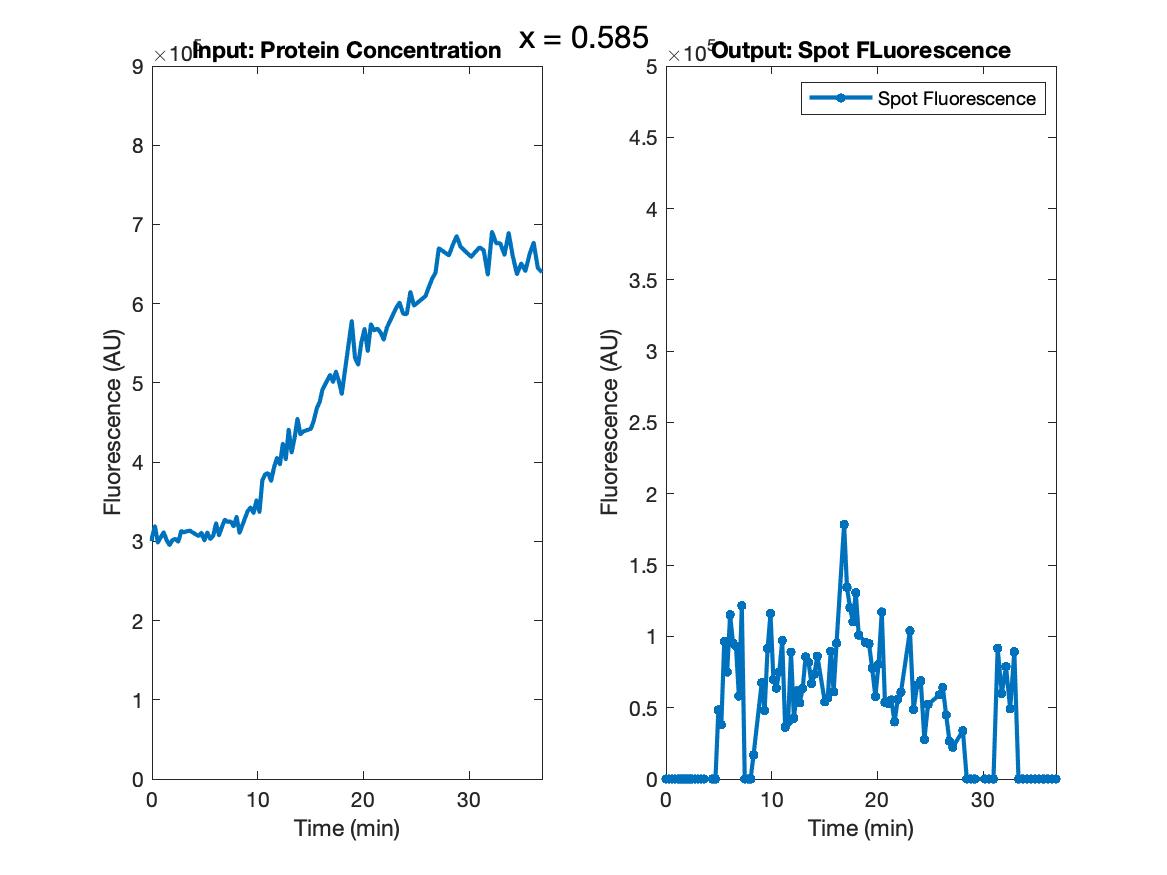 x = 0.585
×10⁵
Input: Protein Concentration
9
8
7
6
5
4
3
2
1
0
0 10 20 30
Fluorescence (AU)
Time (min)
×10⁵
Output: Spot FLuorescence
Spot Fluorescence
5
4.5
4
3.5
3
2.5
2
1.5
1
0.5
0
0 10 20 30
Fluorescence (AU)
Time (min)